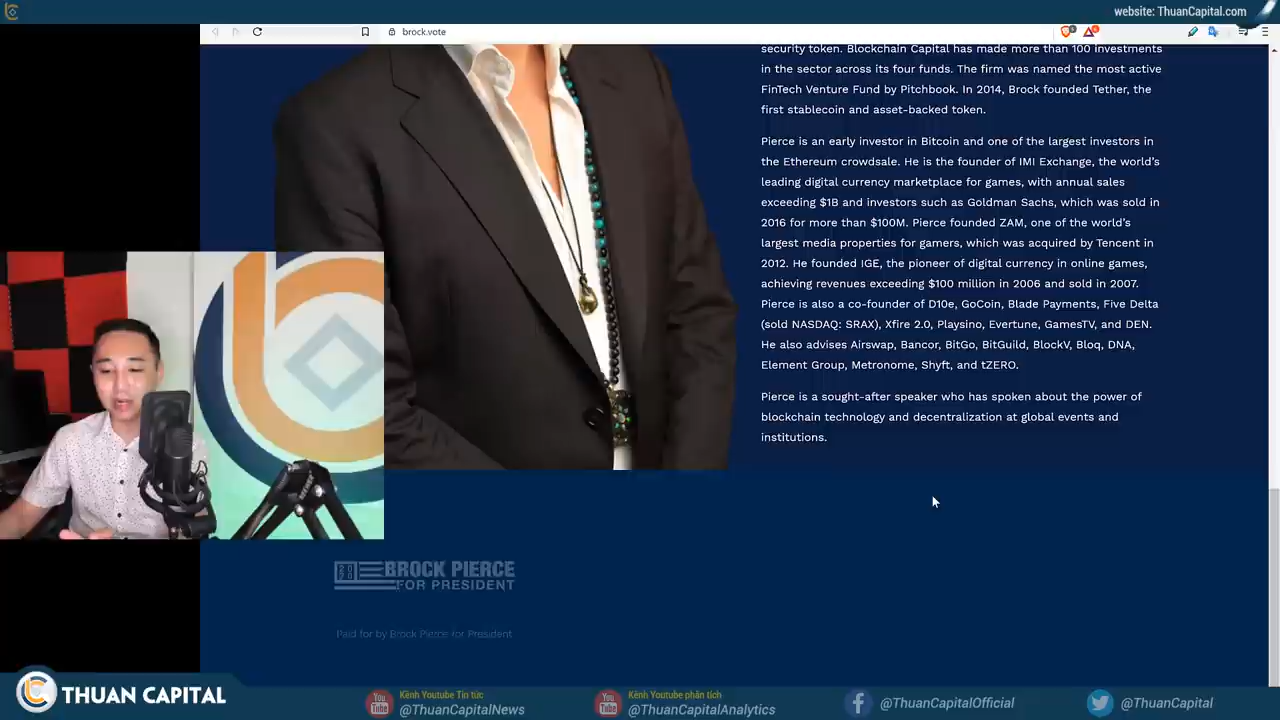 website: ThuanCapital.com
brock.vote
security token. Blockchain Capital has made more than 100 investments
in the sector across its four funds. The firm was named the most active
FinTech Venture Fund by Pitchbook. In 2014, Brock founded Tether, the
first stablecoin and asset-backed token.
Pierce is an early investor in Bitcoin and one of the largest investors in
the Ethereum crowdsale. He is the founder of IMI Exchange, the world's
leading digital currency marketplace for games, with annual sales
exceeding $1B and investors such as Goldman Sachs, which was sold in
2016 for more than $100M. Pierce founded ZAM, one of the world's
largest media properties for gamers, which was acquired by Tencent in
2012. He founded IGE, the pioneer of digital currency in online games,
achieving revenues exceeding $100 million in 2006 and sold in 2007.
Pierce is also a co-founder of D10e, GoCoin, Blade Payments, Five Delta
(sold NASDAQ: SRAX), Xfire 2.0, Playsino, Evertune, GamesTV, and DEN.
He also advises Airswap, Bancor, BitGo, BitGuild, BlockV, Bloq, DNA,
Element Group, Metronome, Shyft, and tZERO.
Pierce is a sought-after speaker who has spoken about the power of
blockchain technology and decentralization at global events and
institutions.
2020 BROCK PIERCE
FOR PRESIDENT
Paid for by Brock Pierce for President
THUAN CAPITAL
You Tube
Kênh Youtube Tin tức
@ThuanCapitalNews
You Tube
Kênh Youtube phân tích
@ThuanCapitalAnalytics
@ThuanCapitalOfficial
@ThuanCapital